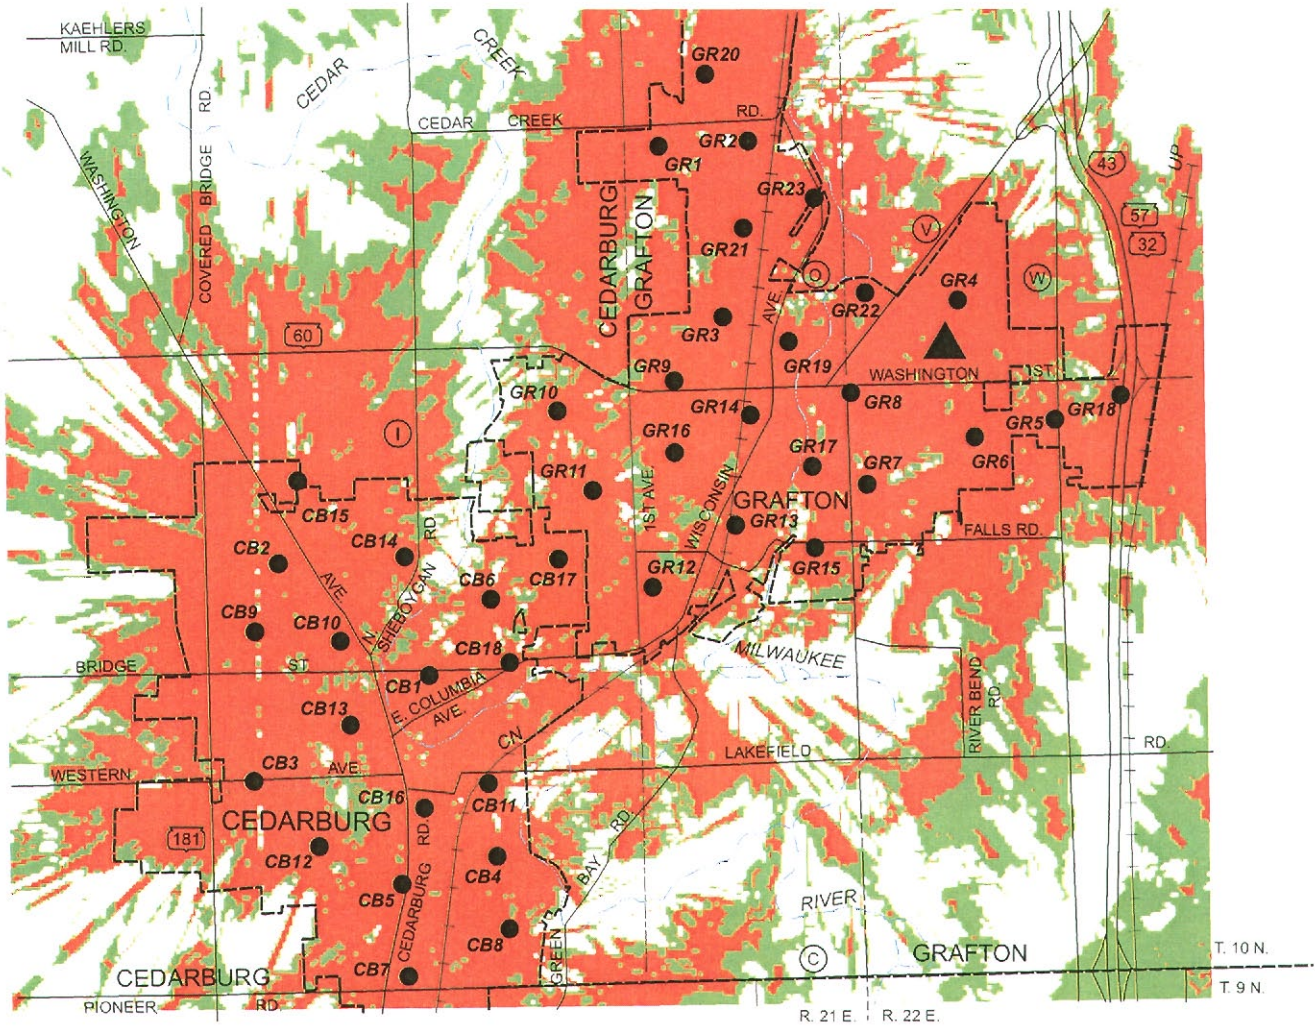 KAEHLERS
MILL RD.
CEDAR
CREEK
COVERED BRIDGE RD.
WASHINGTON
AVE.
CEDAR CREEK RD.
GR20
GR2
GR1
GR23
GR21
CEDARBURG
GRAFTON
43
UP
57
32
V
W
O
GR4
GR22
AVE.
GR3
60
GR19
GR9
WASHINGTON ST.
GR10
GR14
GR8
GR18
GR5
I
GR16
GR17
GR6
GR11
GR7
1ST AVE.
WISCONSIN
GRAFTON
CB15
GR13
FALLS RD.
CB2
CB14
RD.
CB17
GR12
GR15
CB6
N. SHEBOYGAN
CB9
CB10
CB18
MILWAUKEE
BRIDGE ST
CB1
E. COLUMBIA
AVE.
RIVER BEND
RD.
CB13
CN
LAKEFIELD RD.
WESTERN AVE.
CB3
CB16
CB11
CEDARBURG
181
CB12
CB4
CB5
CEDARBURG RD.
GREEN BAY RD.
CB8
RIVER
C
GRAFTON
CB7
CEDARBURG
PIONEER RD.
T. 10 N.
T. 9 N.
R. 21 E.
R. 22 E.